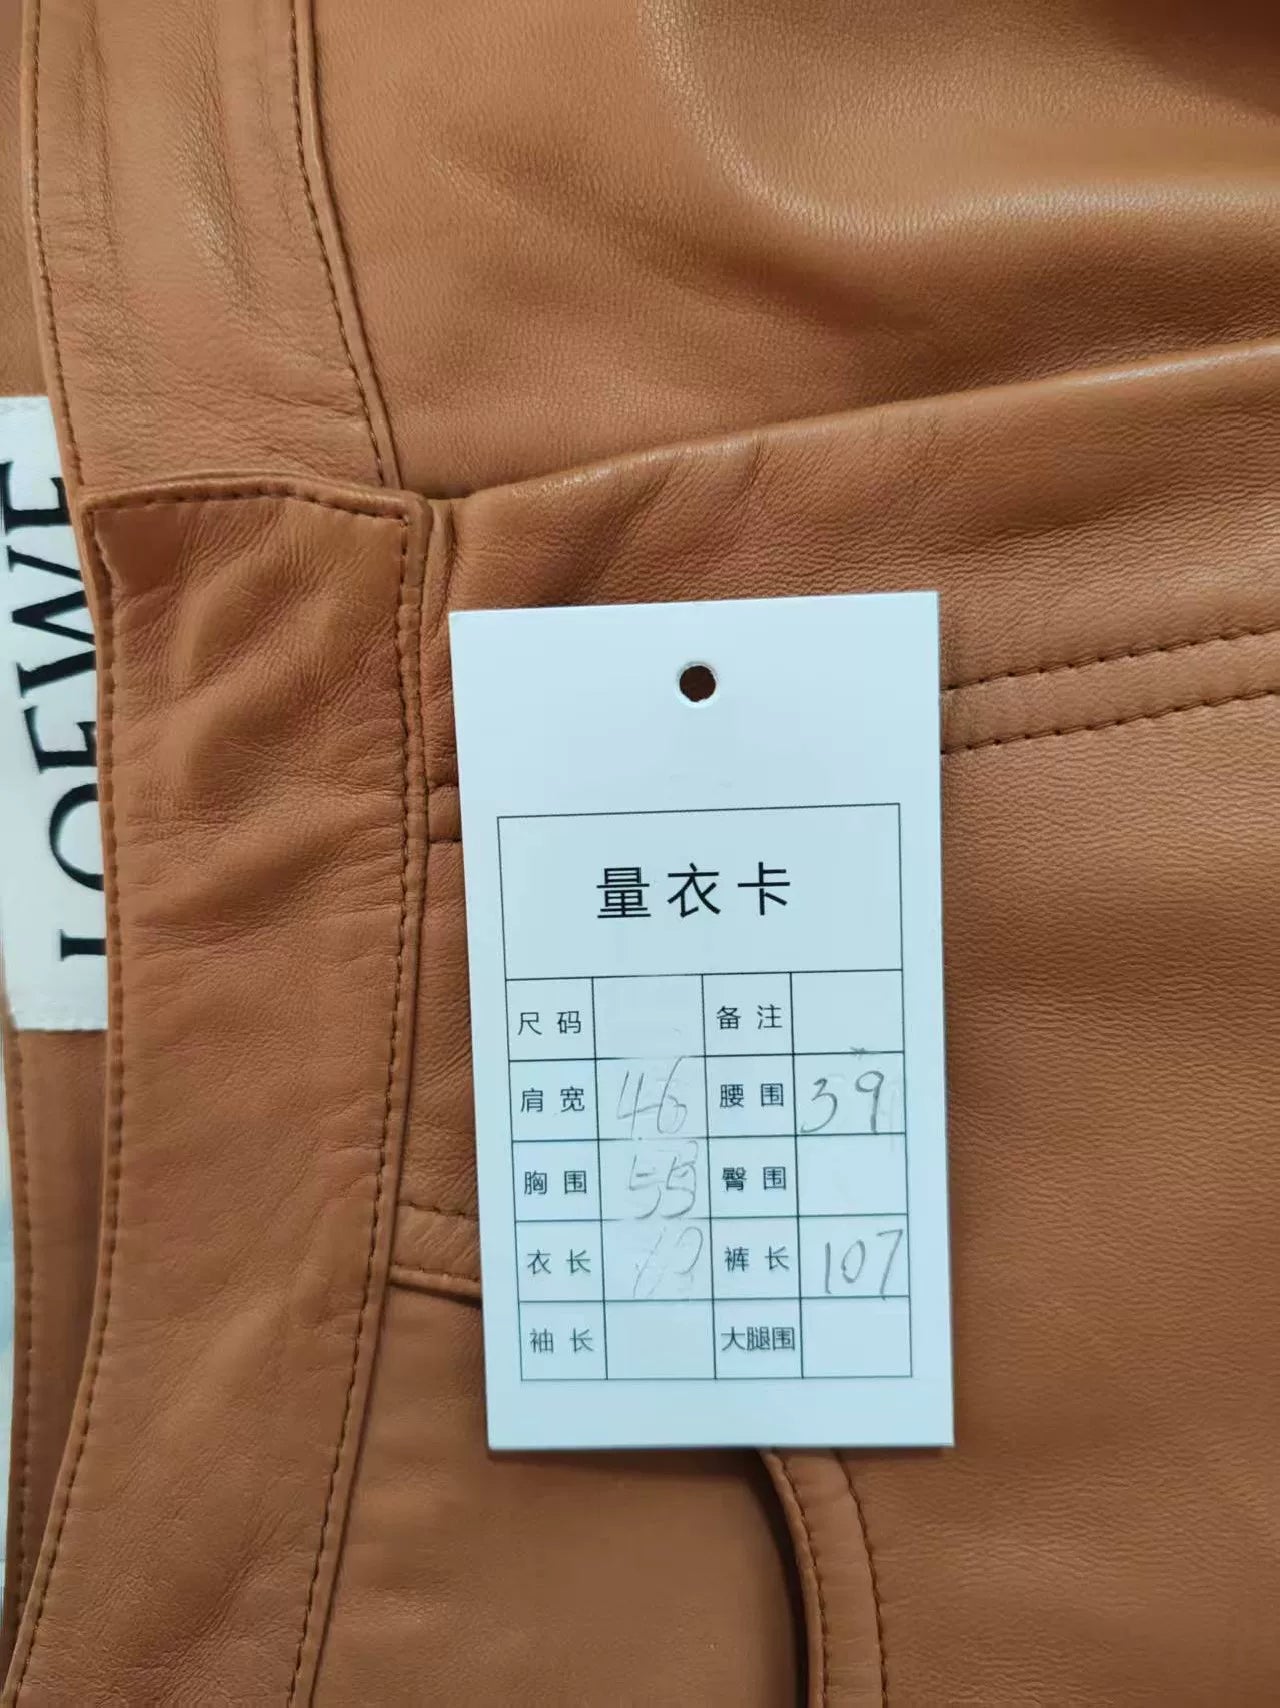 LOEWE
量衣卡
尺码 备注
肩宽 46 腰围 39
胸围 55 臀围
衣长 裤长 107
袖长 大腿围